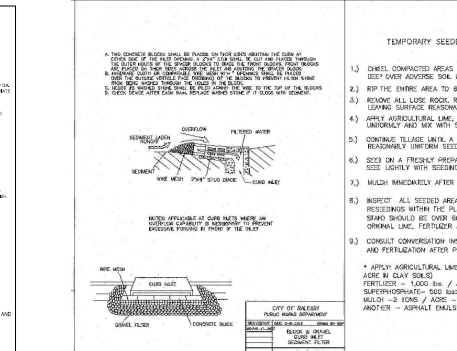 A. TWO CONCRETE BLOCKS SHALL BE PLACED ON THEIR SIDES ABUTTING THE CURB AT
EITHER SIDE OF THE INLET OPENING. A 2"X4" STUD SHALL BE CUT AND PLACED THROUGH
THE OUTER HOLES OF THE SPACER BLOCKS TO BRACE THE FRONT BLOCKS. FRONT BLOCKS
ARE PLACED ON THEIR SIDES ACROSS THE INLET AND ABUTTING THE SPACER BLOCKS.
B. HARDWARE CLOTH OR COMPARABLE WIRE MESH WITH OPENINGS SHALL BE PLACED
OVER THE OUTSIDE VERTICAL FACE OF THE BLOCKS TO PREVENT FILTER STONE
FROM BEING WASHED THROUGH THE HOLES IN THE BLOCK.
C. WASHED STONE SHALL BE PILED AGAINST THE WIRE TO THE TOP OF THE BLOCKS.
D. CHECK DEVICE AFTER EACH RAIN. REPLACE WASHED STONE IF IT CLOGS WITH SEDIMENT.
OVERFLOW
FILTERED WATER
SEDIMENT LADEN
RUNOFF
SEDIMENT
WIRE MESH
2"X4" STUD BRACE
CURB INLET
NOTES: APPLICABLE AT CURB INLETS WHERE AN
OVERFLOW CAPABILITY IS NECESSARY TO PREVENT
EXCESSIVE PONDING IN FRONT OF THE INLET
WIRE MESH
CURB INLET
GRAVEL FILTER
CONCRETE BLOCK
CITY OF RALEIGH
PUBLIC WORKS DEPARTMENT
BLOCK & GRAVEL
CURB INLET
SEDIMENT FILTER
TEMPORARY SEED
1.) CHISEL COMPACTED AREAS
DEEP OVER ADVERSE SOIL
2.) RIP THE ENTIRE AREA TO 6
3.) REMOVE ALL LOSE ROCK, R
LEAVING SURFACE REASONA
4.) APPLY AGRICULTURAL LIME,
UNIFORMLY AND MIX WITH S
5.) CONTINUE TILLAGE UNTIL A
REASONABLY UNIFORM SEED
6.) SEED ON A FRESHLY PREPA
SEED LIGHTLY WITH SEEDING
7.) MULCH IMMEDIATELY AFTER
8.) INSPECT ALL SEEDED AREA
RESEEDINGS WITHIN THE PL
STAND SHOULD BE OVER 6
ORIGINAL LIME, FERTILIZER
9.) CONSULT CONVERSATION INS
AND FERTILIZATION AFTER P
* APPLY: AGRICULTURAL LIME
ACRE IN CLAY SOILS)
FERTILIZER - 1,000 lbs. /
SUPERPHOSPHATE- 500 lbs
MULCH -2 TONS / ACRE -
ANOTHER - ASPHALT EMULS
AND